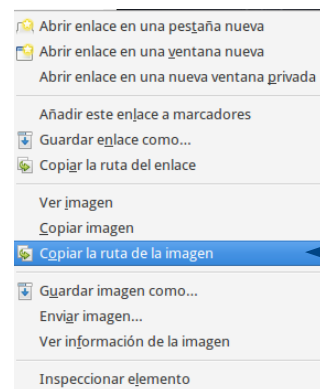 Abrir enlace en una pestaña nueva
Abrir enlace en una ventana nueva
Abrir enlace en una nueva ventana privada
Añadir este enlace a marcadores
Guardar enlace como...
Copiar la ruta del enlace
Ver imagen
Copiar imagen
Copiar la ruta de la imagen
Guardar imagen como...
Enviar imagen...
Ver información de la imagen
Inspeccionar elemento